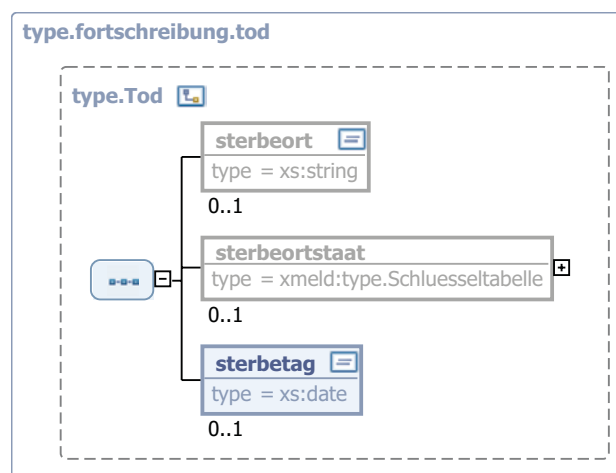 type.fortschreibung.tod
type.Tod
sterbeort
type = xs:string
0..1
sterbeortstaat
type = xmeld:type.Schluesseltabelle
0..1
sterbetag
type = xs:date
0..1